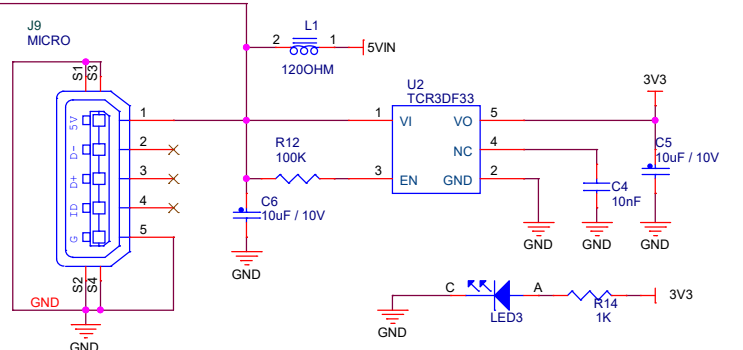 J9
MICRO
S1
S3
5V
D-
D+
ID
G
1
2
3
4
5
S2
S4
GND
GND
L1
2
1
5VIN
120OHM
R12
100K
C6
10uF / 10V
GND
U2
TCR3DF33
1
VI
VO
5
NC
4
3
EN
GND
2
GND
C4
10nF
GND
3V3
C5
10uF / 10V
GND
C
A
LED3
R14
1K
3V3
GND